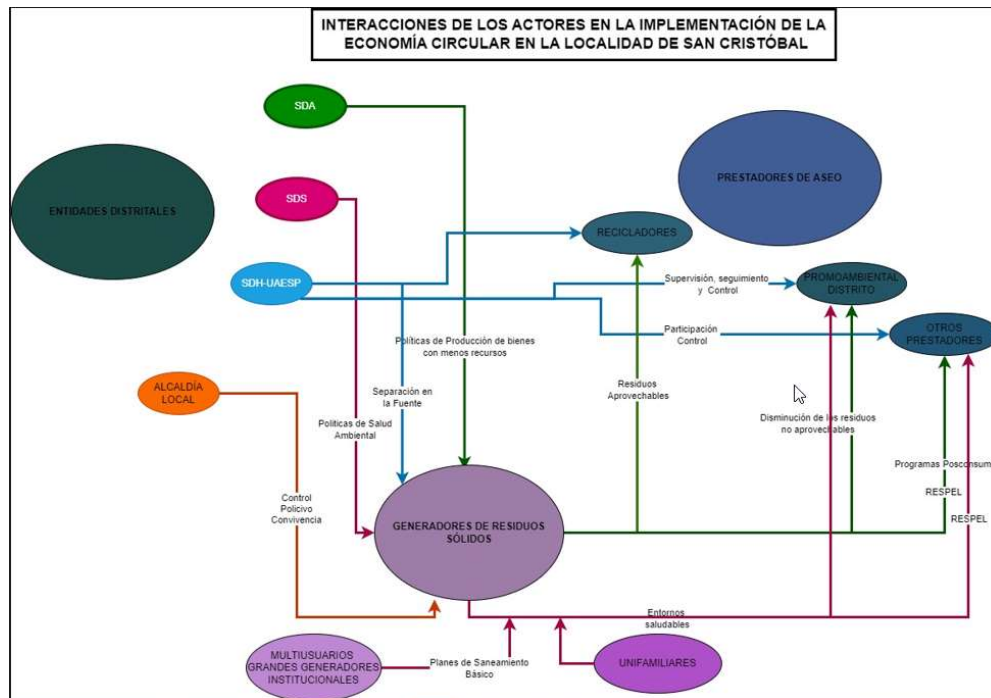 INTERACCIONES DE LOS ACTORES EN LA IMPLEMENTACIÓN DE LA
ECONOMÍA CIRCULAR EN LA LOCALIDAD DE SAN CRISTÓBAL
SDA
PRESTADORES DE ASEO
SDS
ENTIDADES DISTRITALES
RECICLADORES
SDH-UAESP
Supervisión, seguimiento
y Control
PROMOAMBIENTAL
DISTRITO
Participación
Control
OTROS
PRESTADORES
Políticas de Producción de bienes
con menos recursos
ALCALDÍA
LOCAL
Separación en
la Fuente
Residuos
Aprovechables
Políticas de Salud
Ambiental
Disminución de los residuos
no aprovechables
Programas Posconsum
RESPEL
RESPEL
Control
Policivo
Convivencia
GENERADORES DE RESIDUOS
SÓLIDOS
Entornos
saludables
MULTIUSUARIOS
GRANDES GENERADORES
INSTITUCIONALES
Planes de Saneamiento
Básico
UNIFAMILIARES